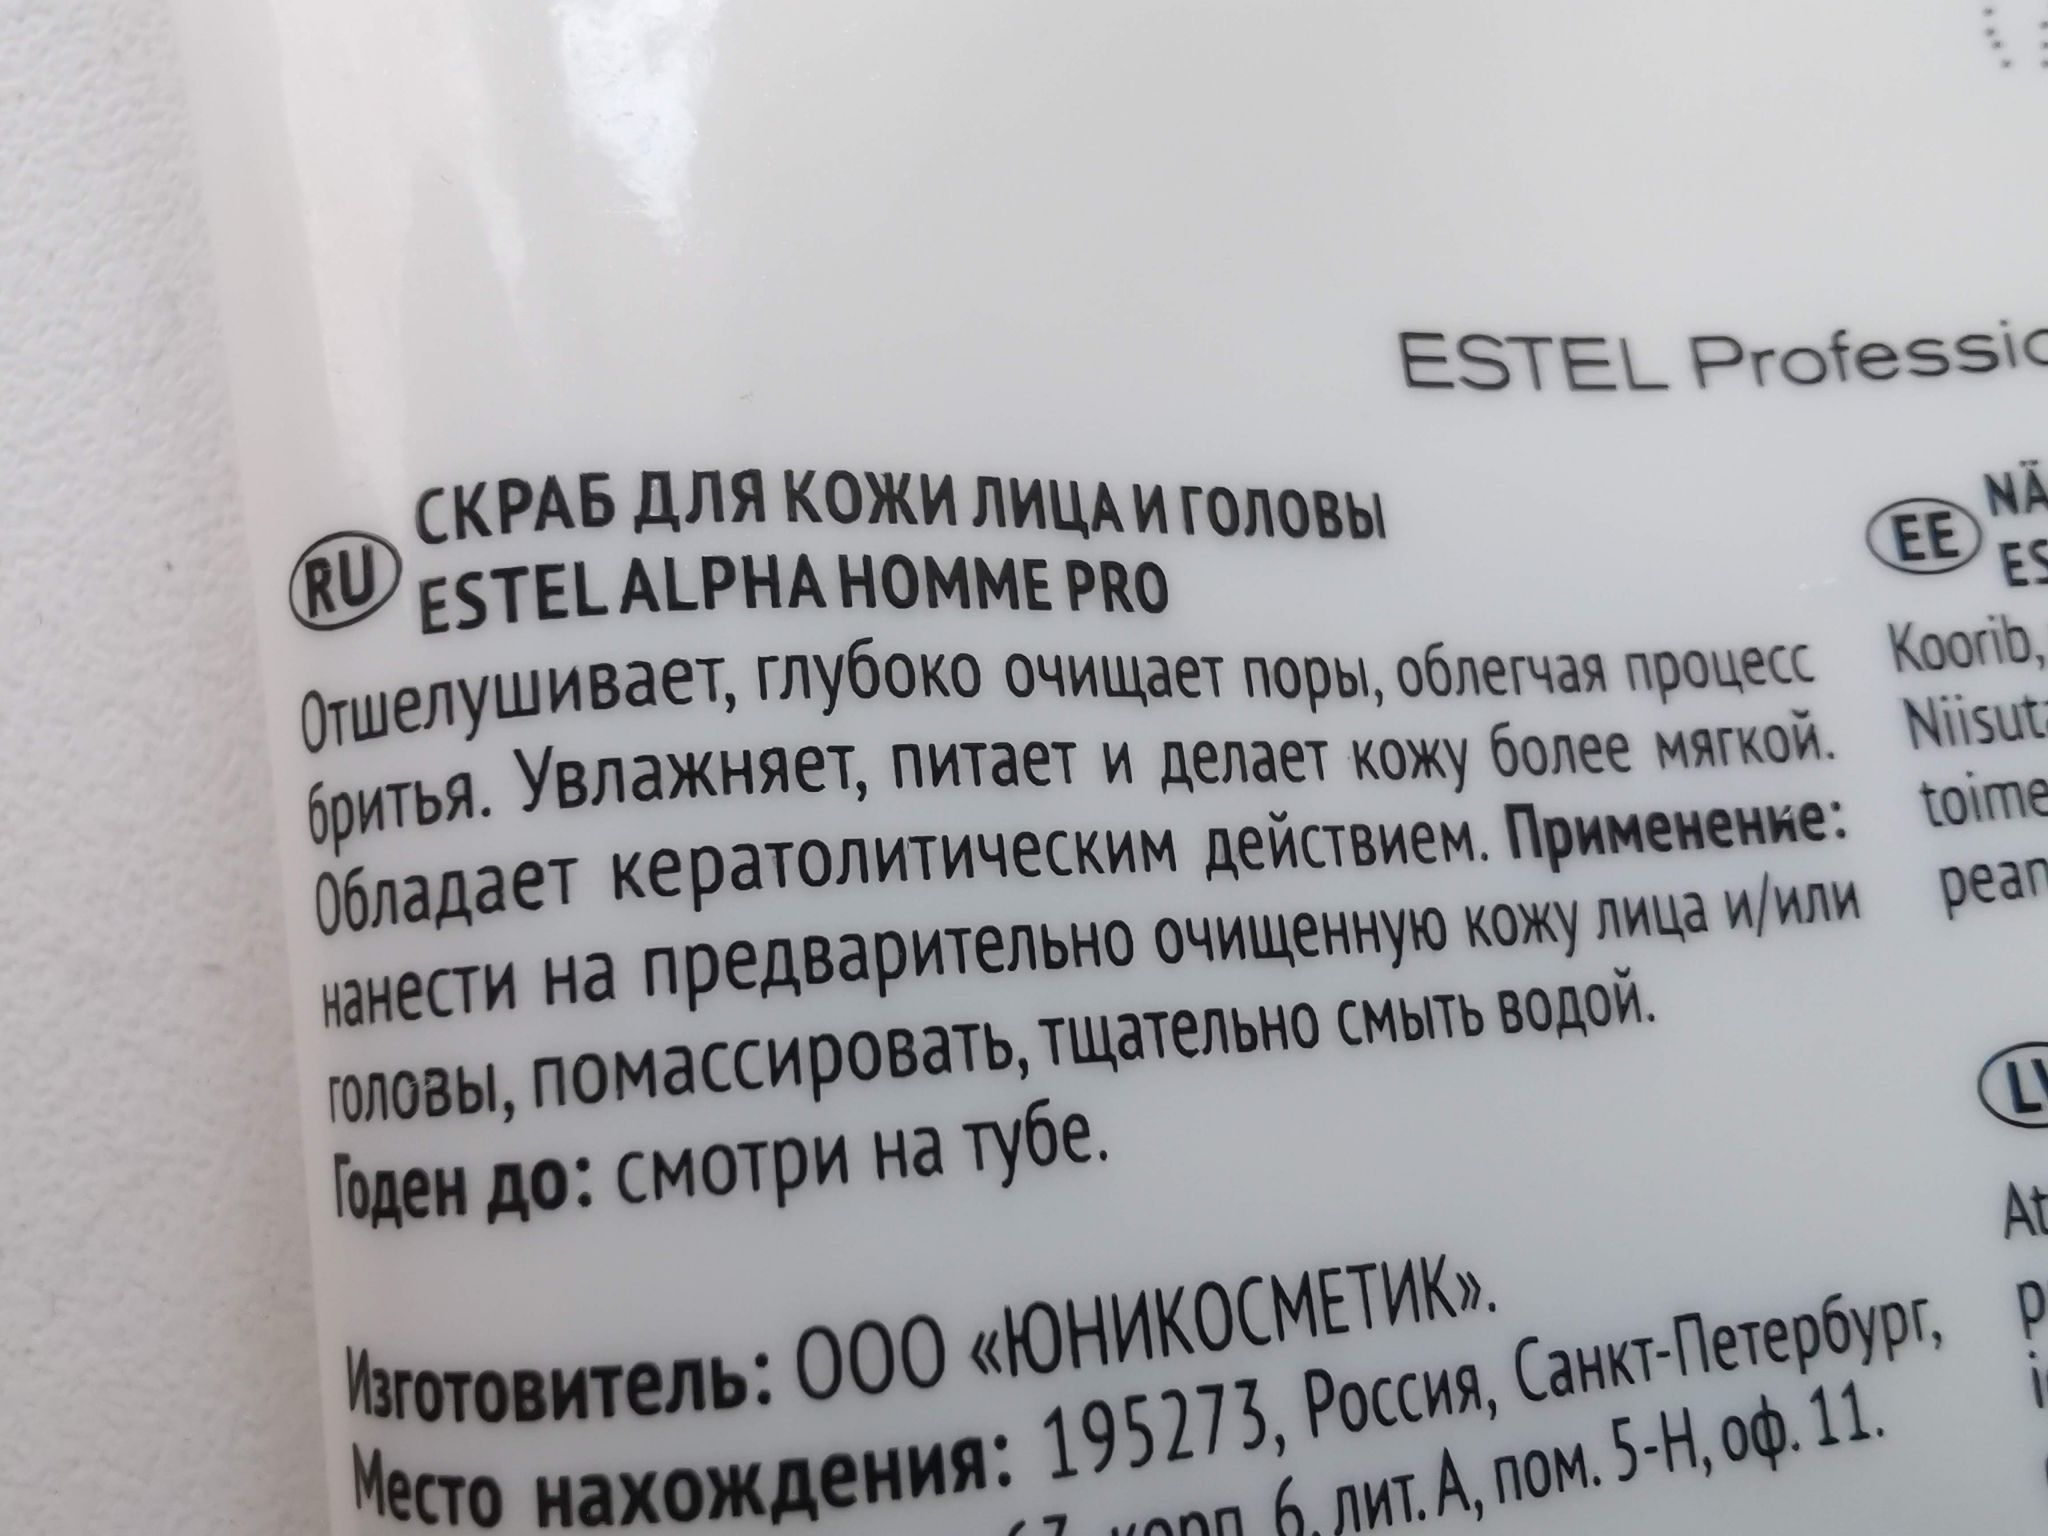 ESTEL
СКРАБ ДЛЯ КОЖИ ЛИЦА И ГОЛОВЫ
RU
ESTEL ALPHA HOMME PRO
Отшелушивает, глубоко очищает поры, облегчая процесс
бритья. Увлажняет, питает и делает кожу более мягкой.
Обладает кератолитическим действием. Применение:
нанести на предварительно очищенную кожу лица и/или
головы, помассировать, тщательно смыть водой.
Годен до: смотри на тубе.
Изготовитель: ООО «ЮНИКОСМЕТИК».
Место нахождения: 195273, Россия, Санкт-Петербург,
корп. 6, лит. А, пом. 5-Н, оф. 11.
EE
Koorib,